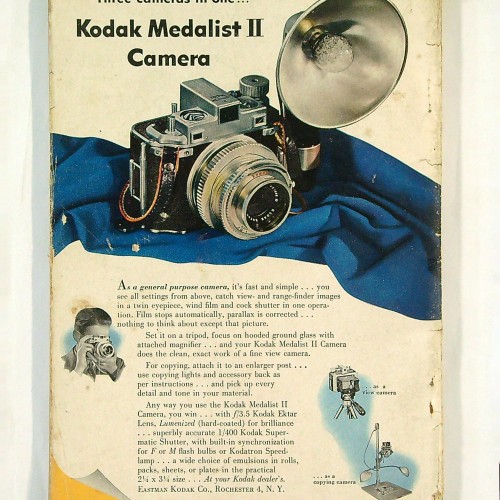 Three cameras in one...
Kodak Medalist II
Camera
As a general purpose camera, it's fast and simple . . . you
see all settings from above, catch view- and range-finder images
in a twin eyepiece, wind film and cock shutter in one opera-
tion. Film stops automatically, parallax is corrected . . .
nothing to think about except that picture.
Set it on a tripod, focus on hooded ground glass with
attached magnifier . . . and your Kodak Medalist II Camera
does the clean, exact work of a fine view camera.
For copying, attach it to an enlarger post . . .
use copying lights and accessory back as
per instructions . . . and pick up every
detail and tone in your material.
Any way you use the Kodak Medalist II
Camera, you win . . . with f/3.5 Kodak Ektar
Lens, Lumenized (hard-coated) for brilliance
. . . superbly accurate 1/400 Kodak Super-
matic Shutter, with built-in synchronization
for F or M flash bulbs or Kodatron Speed-
lamp . . . a wide choice of emulsions in rolls,
packs, sheets, or plates in the practical
2¼ x 3¼ size . . . At your Kodak dealer's.
EASTMAN KODAK CO., ROCHESTER 4, N. Y.
. . . as a
view camera
. . . as a
copying camera